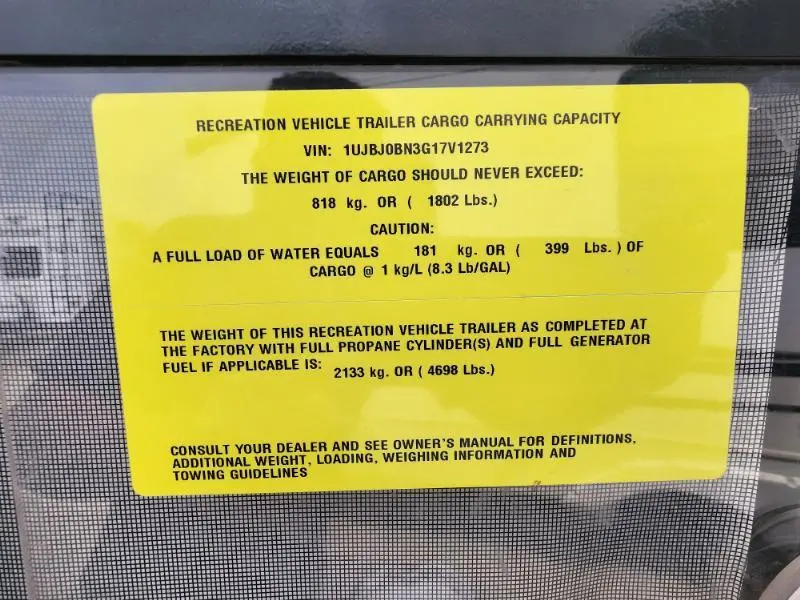 RECREATION VEHICLE TRAILER CARGO CARRYING CAPACITY
VIN: 1UJBJ0BN3G17V1273
THE WEIGHT OF CARGO SHOULD NEVER EXCEED:
818 kg. OR ( 1802 Lbs.)
CAUTION:
A FULL LOAD OF WATER EQUALS 181 kg. OR ( 399 Lbs. ) OF
CARGO @ 1 kg/L (8.3 Lb/GAL)
THE WEIGHT OF THIS RECREATION VEHICLE TRAILER AS COMPLETED AT
THE FACTORY WITH FULL PROPANE CYLINDER(S) AND FULL GENERATOR
FUEL IF APPLICABLE IS: 2133 kg. OR ( 4698 Lbs.)
CONSULT YOUR DEALER AND SEE OWNER'S MANUAL FOR DEFINITIONS,
ADDITIONAL WEIGHT, LOADING, WEIGHING INFORMATION AND
TOWING GUIDELINES